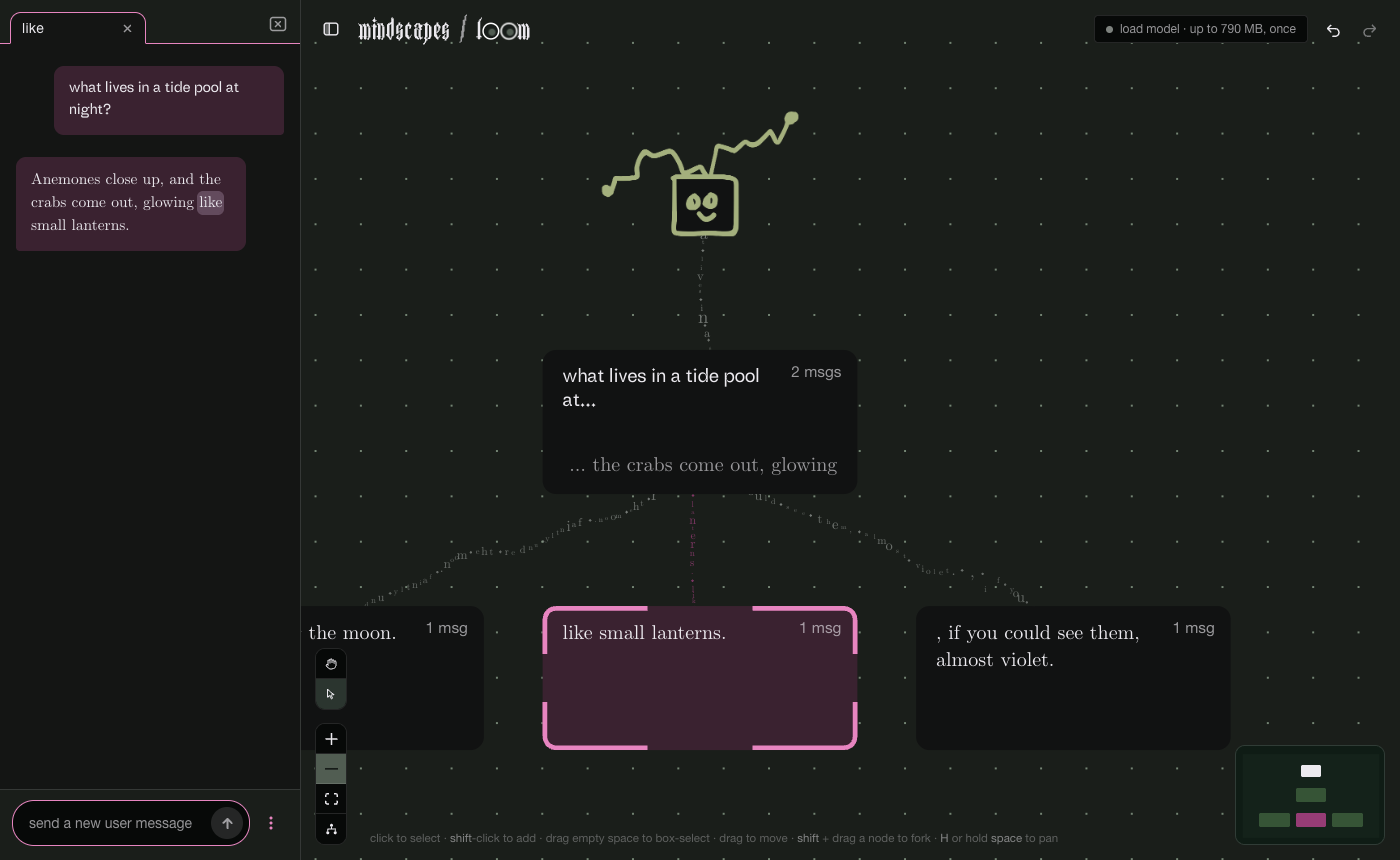 like
mindscapes / loom
load model · up to 790 MB, once
what lives in a tide pool at
night?
Anemones close up, and the
crabs come out, glowing like
small lanterns.
what lives in a tide pool
at...
2 msgs
... the crabs come out, glowing
the moon.
1 msg
like small lanterns.
1 msg
, if you could see them,
almost violet.
1 msg
send a new user message
click to select · shift-click to add · drag empty space to box-select · drag to move · shift + drag a node to fork · H or hold space to pan